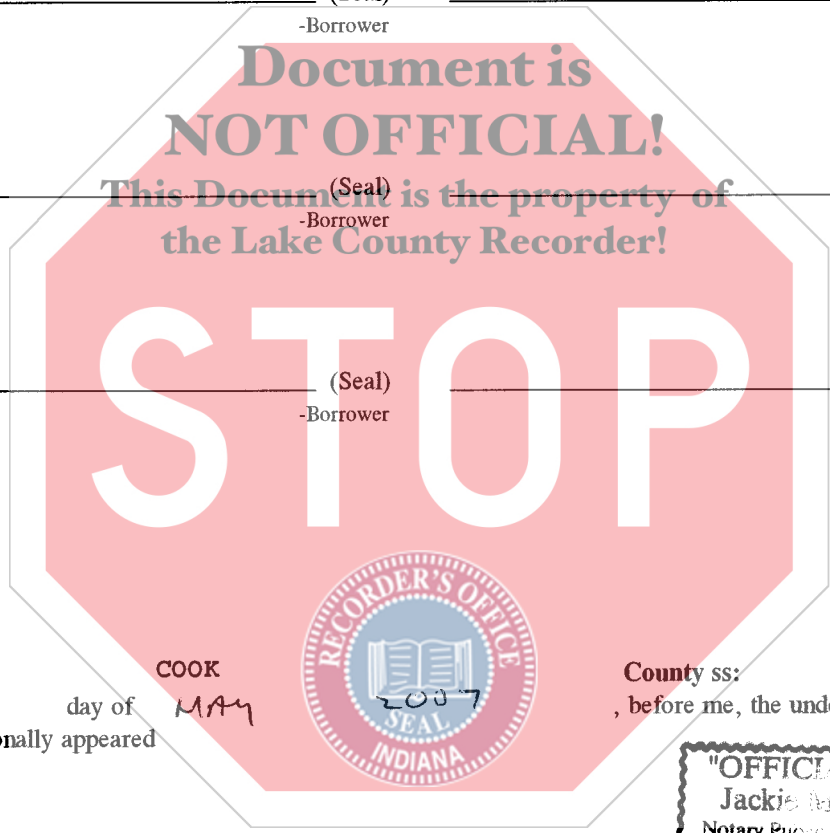 -Borrower
Document is
NOT OFFICIAL!
(Seal)
This Document is the property of
-Borrower
the Lake County Recorder!
STOP
(Seal)
-Borrower
RECORDER'S OFFICE
SEAL
INDIANA
COOK County ss:
day of MAY 2007 , before me, the
onally appeared
"OFFICI
Jackie
Notary